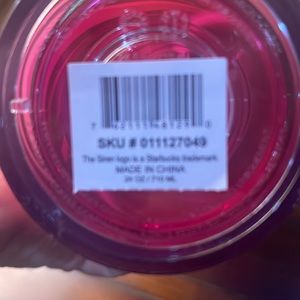 SKU # 011127049
The Siren logo is a Starbucks trademark.
MADE IN CHINA
24 OZ / 710 ML